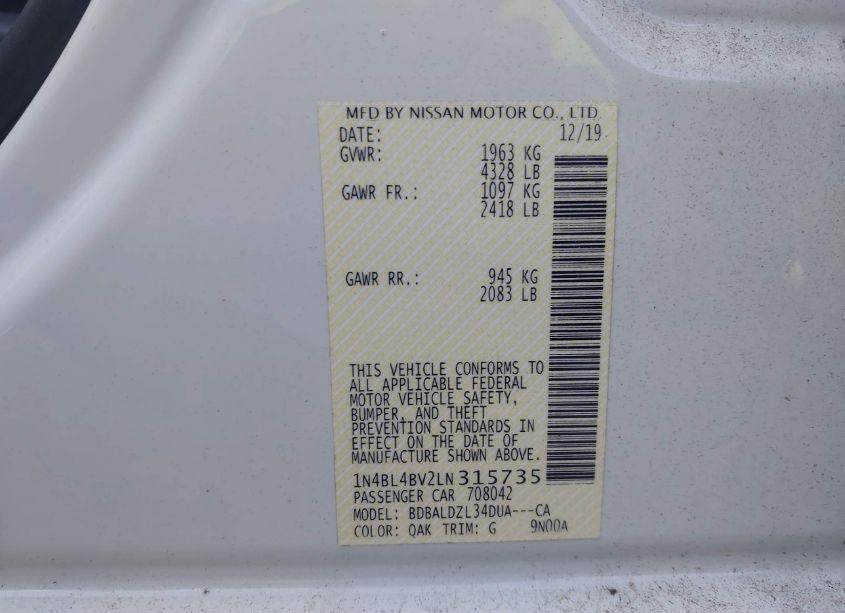 MFD BY NISSAN MOTOR CO., LTD.
DATE: 12/19
GVWR: 1963 KG
4328 LB
GAWR FR.: 1097 KG
2418 LB
GAWR RR.: 945 KG
2083 LB
THIS VEHICLE CONFORMS TO
ALL APPLICABLE FEDERAL
MOTOR VEHICLE SAFETY,
BUMPER, AND THEFT
PREVENTION STANDARDS IN
EFFECT ON THE DATE OF
MANUFACTURE SHOWN ABOVE.
1N4BL4BV2LN315735
PASSENGER CAR 708042
MODEL: BDBALDZL34DUA---CA
COLOR: QAK TRIM: G 9N00A